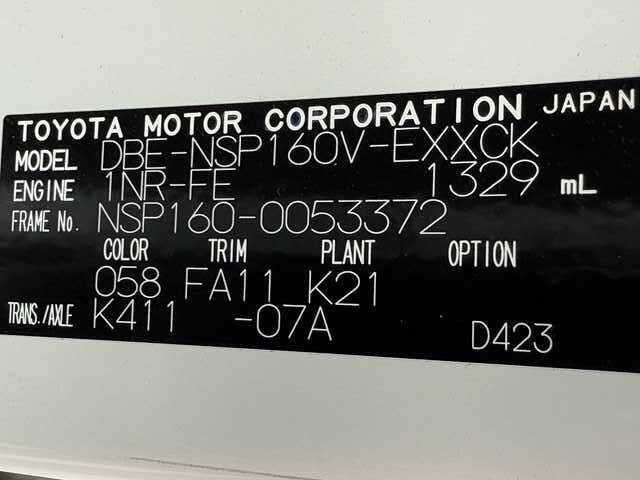 TOYOTA MOTOR CORPORATION JAPAN
MODEL DBE-NSP160V-EXXCK
ENGINE 1NR-FE 1329 mL
FRAME No. NSP160-0053372
COLOR TRIM PLANT OPTION
058 FA11 K21
TRANS./AXLE K411 -07A
D423